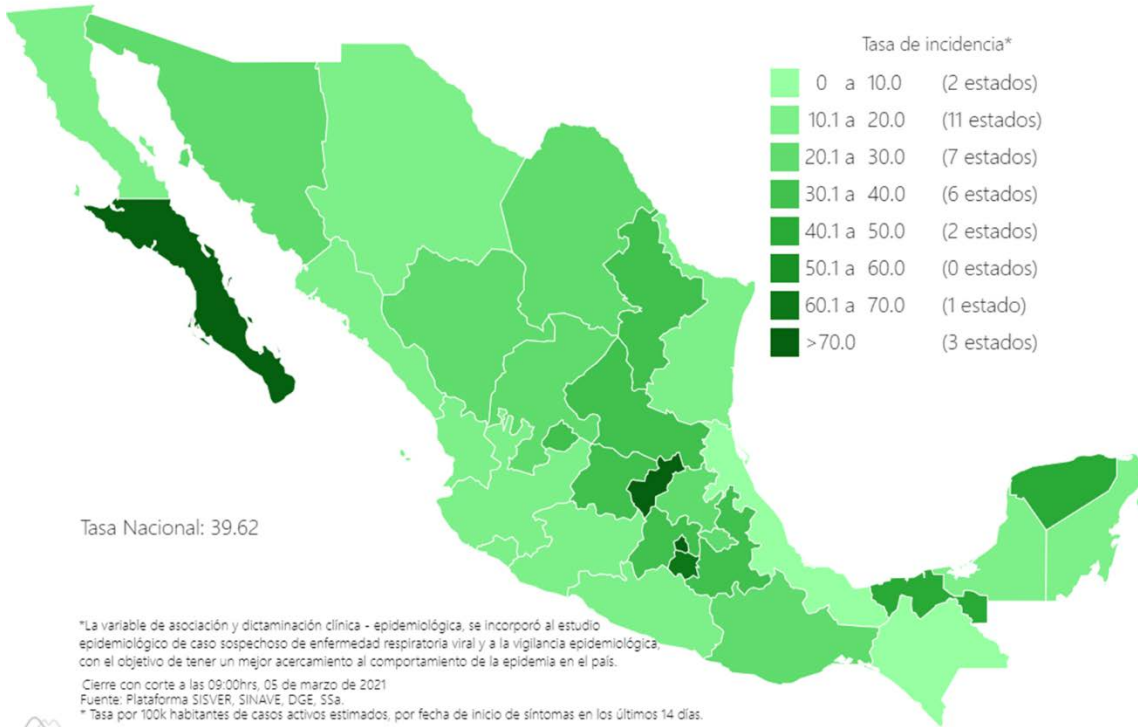 Tasa de incidencia*
0 a 10.0 (2 estados)
10.1 a 20.0 (11 estados)
20.1 a 30.0 (7 estados)
30.1 a 40.0 (6 estados)
40.1 a 50.0 (2 estados)
50.1 a 60.0 (0 estados)
60.1 a 70.0 (1 estado)
>70.0 (3 estados)
Tasa Nacional: 39.62
*La variable de asociación y dictaminación clínica - epidemiológica, se incorporó al estudio
epidemiológico de caso sospechoso de enfermedad respiratoria viral y a la vigilancia epidemiológica,
con el objetivo de tener un mejor acercamiento al comportamiento de la epidemia en el país.
Cierre con corte a las 09:00hrs, 05 de marzo de 2021
Fuente: Plataforma SISVER, SINAVE, DGE, SSa.
* Tasa por 100k habitantes de casos activos estimados, por fecha de inicio de síntomas en los últimos 14 días.